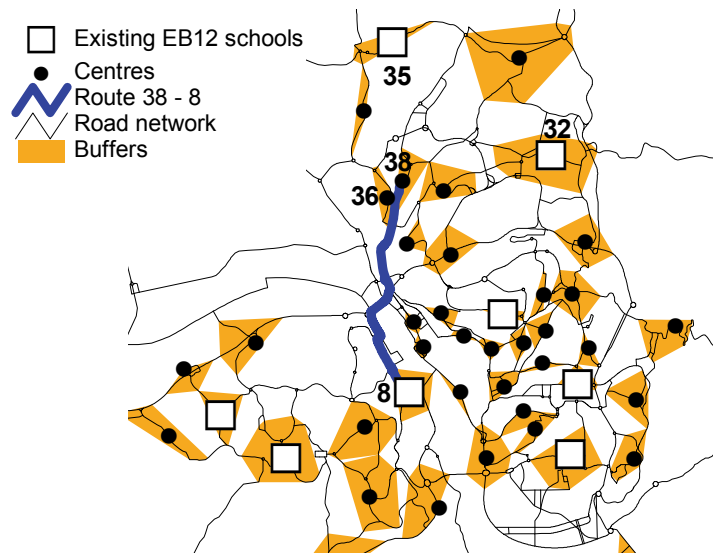 Existing EB12 schools
Centres
Route 38 - 8
Road network
Buffers
35
32
38
36
8